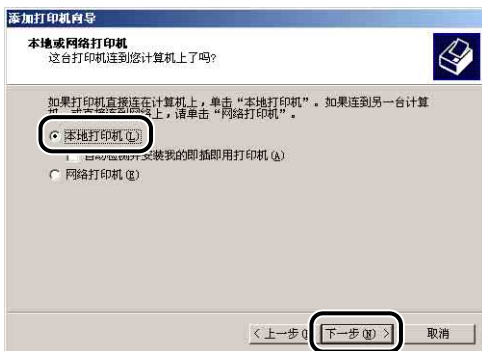 添加打印机向导
本地或网络打印机
这台打印机连到您计算机上了吗?
如果打印机直接连在计算机上,单击“本地打印机”。如果连到另一台计算
机,或直接连到网络上,请单击“网络打印机”。
本地打印机(L)
自动检测并安装我的即插即用打印机(A)
网络打印机(E)
< 上一步 下一步(N) > 取消